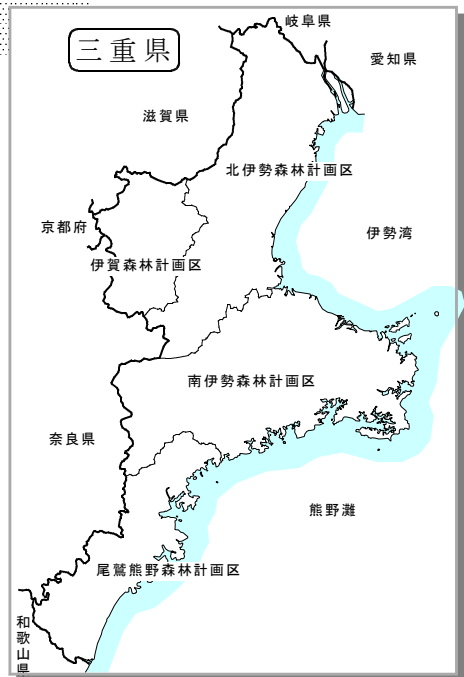 岐阜県
三重県
愛知県
滋賀県
北伊勢森林計画区
京都府
伊勢湾
伊賀森林計画区
南伊勢森林計画区
奈良県
熊野灘
尾鷲熊野森林計画区
和歌山県